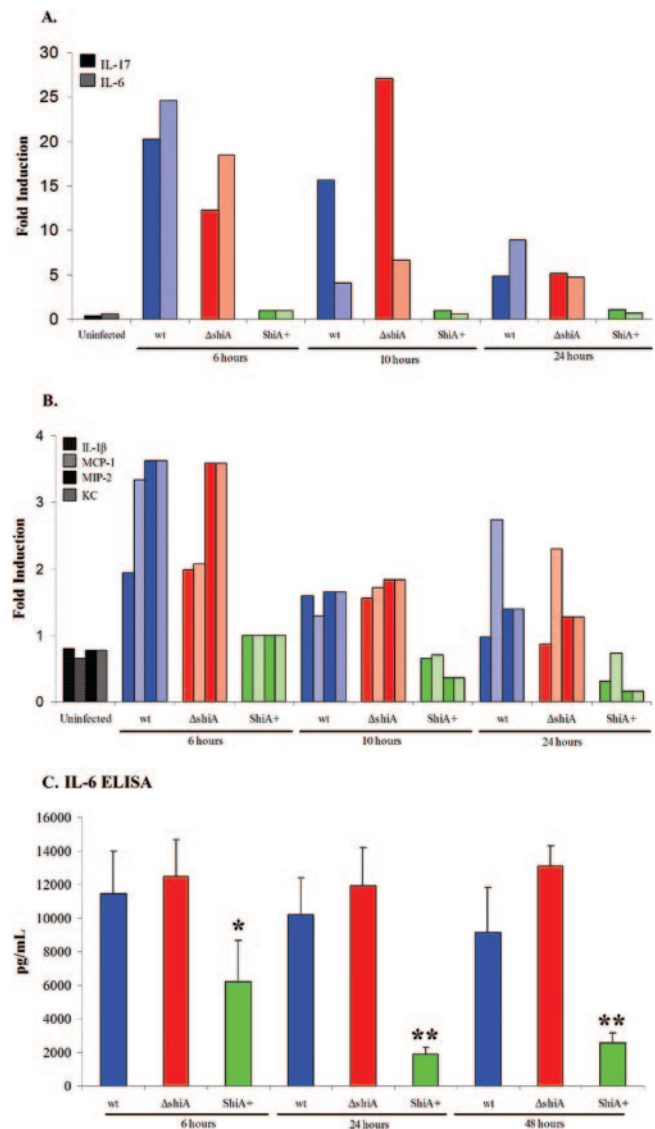 A.
30
25
20
15
10
5
0
Fold Induction
IL-17
IL-6
Uninfected wt ΔshiA ShiA+ wt ΔshiA ShiA+ wt ΔshiA ShiA+
6 hours 10 hours 24 hours
B.
4
3
2
1
0
Fold Induction
IL-1β
MCP-1
MIP-2
KC
Uninfected wt ΔshiA ShiA+ wt ΔshiA ShiA+ wt ΔshiA ShiA+
6 hours 10 hours 24 hours
C. IL-6 ELISA
16000
14000
12000
10000
8000
6000
4000
2000
0
pg/mL
* ** **
wt ΔshiA ShiA+ wt ΔshiA ShiA+ wt ΔshiA ShiA+
6 hours 24 hours 48 hours